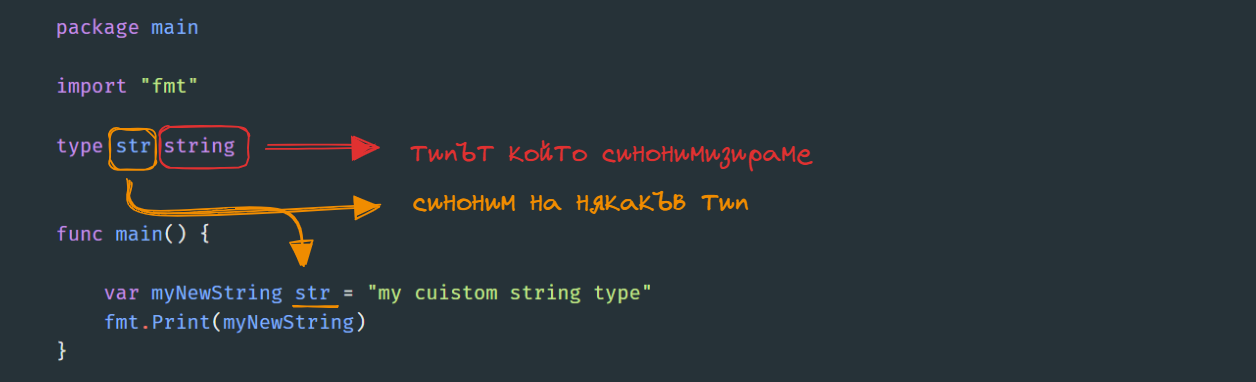 package main
import "fmt"
type str string
типът който синонимизираме
синоним на някакъв тип
func main() {
var myNewString str = "my cuistom string type"
fmt.Print(myNewString)
}